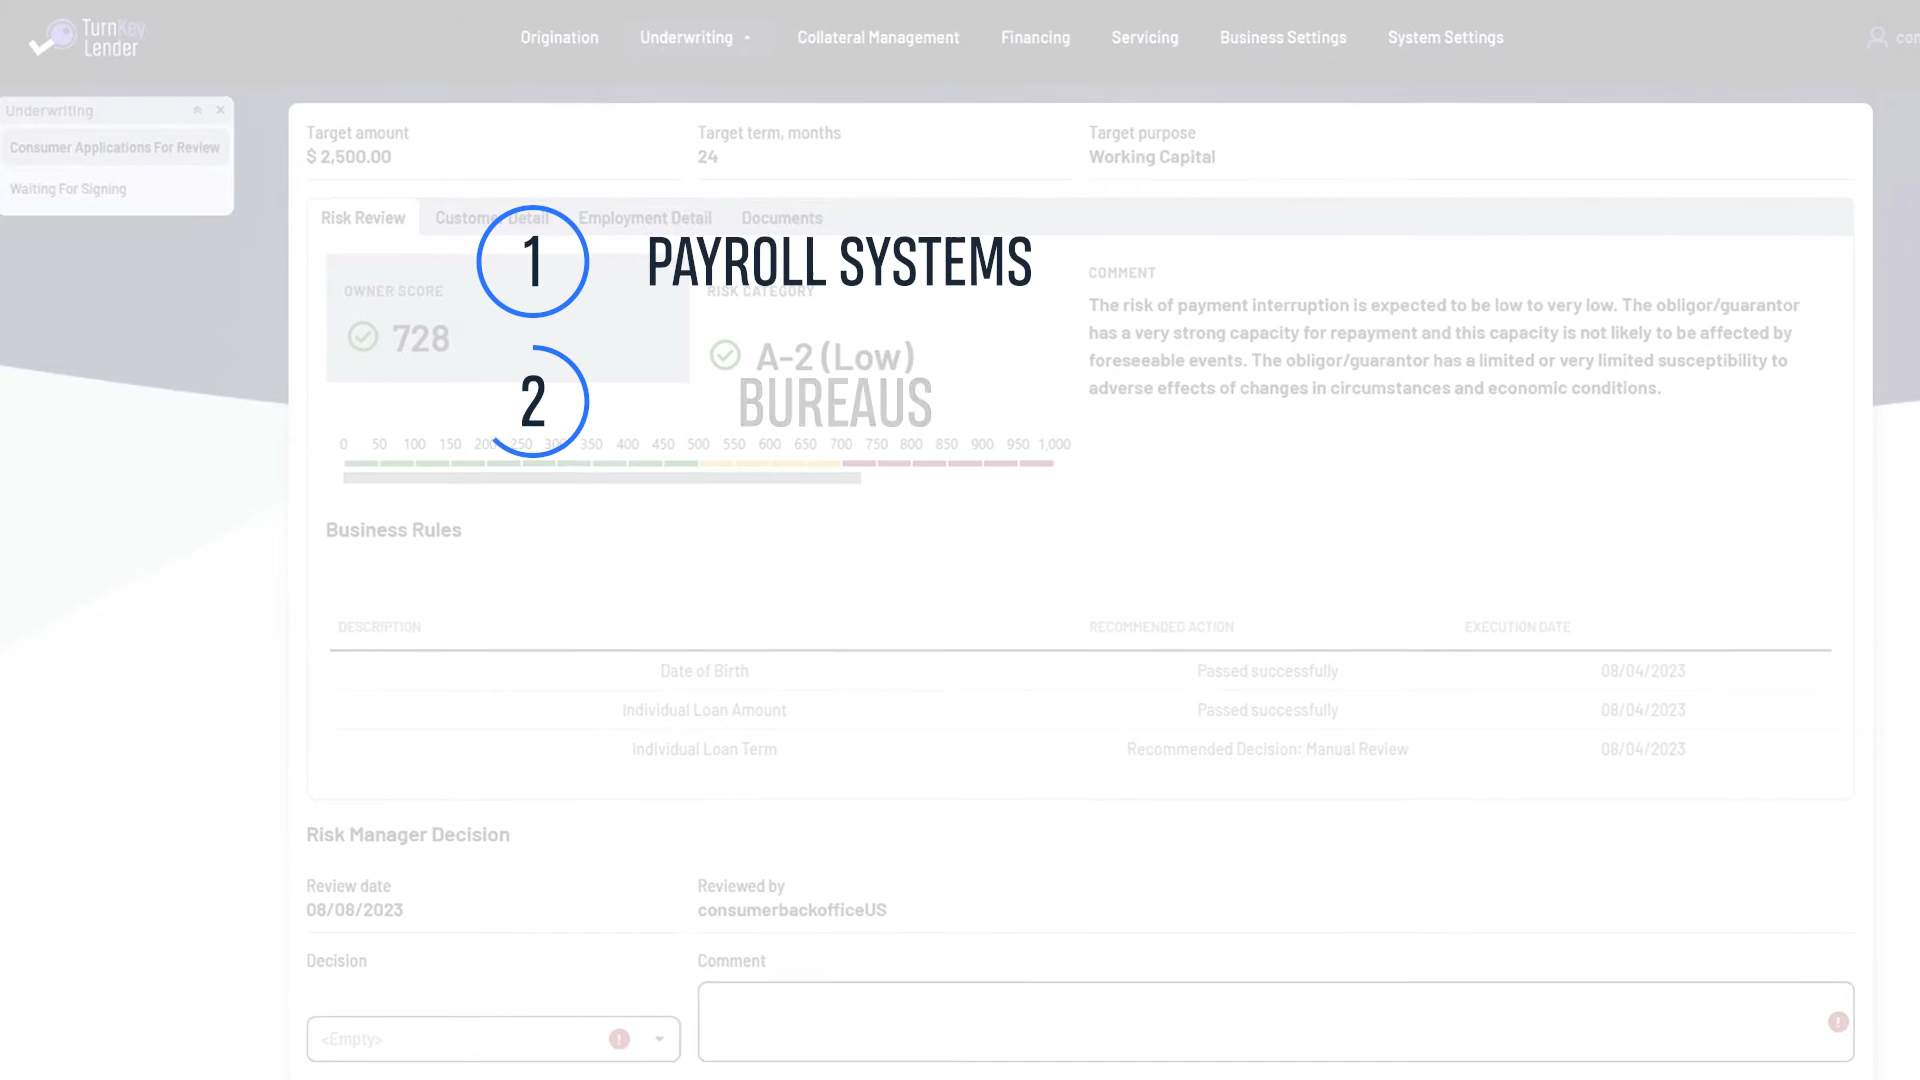 TurnKey
Lender
Origination
Underwriting
Collateral Management
Financing
Servicing
Business Settings
System Settings
con
Underwriting
Consumer Applications For Review
Waiting For Signing
Target amount
$ 2,500.00
Target term, months
24
Target purpose
Working Capital
Risk Review
Customer Detail
Employment Detail
Documents
1 PAYROLL SYSTEMS
OWNER SCORE
728
RISK CATEGORY
A-2 (Low)
2 BUREAUS
0 50 100 150 200 250 300 350 400 450 500 550 600 650 700 750 800 850 900 950 1,000
COMMENT
The risk of payment interruption is expected to be low to very low. The obligor/guarantor
has a very strong capacity for repayment and this capacity is not likely to be affected by
foreseeable events. The obligor/guarantor has a limited or very limited susceptibility to
adverse effects of changes in circumstances and economic conditions.
Business Rules
DESCRIPTION RECOMMENDED ACTION EXECUTION DATE
Date of Birth Passed successfully 08/04/2023
Individual Loan Amount Passed successfully 08/04/2023
Individual Loan Term Recommended Decision: Manual Review 08/04/2023
Risk Manager Decision
Review date
08/08/2023
Reviewed by
consumerbackofficeUS
Decision
<Empty>
Comment